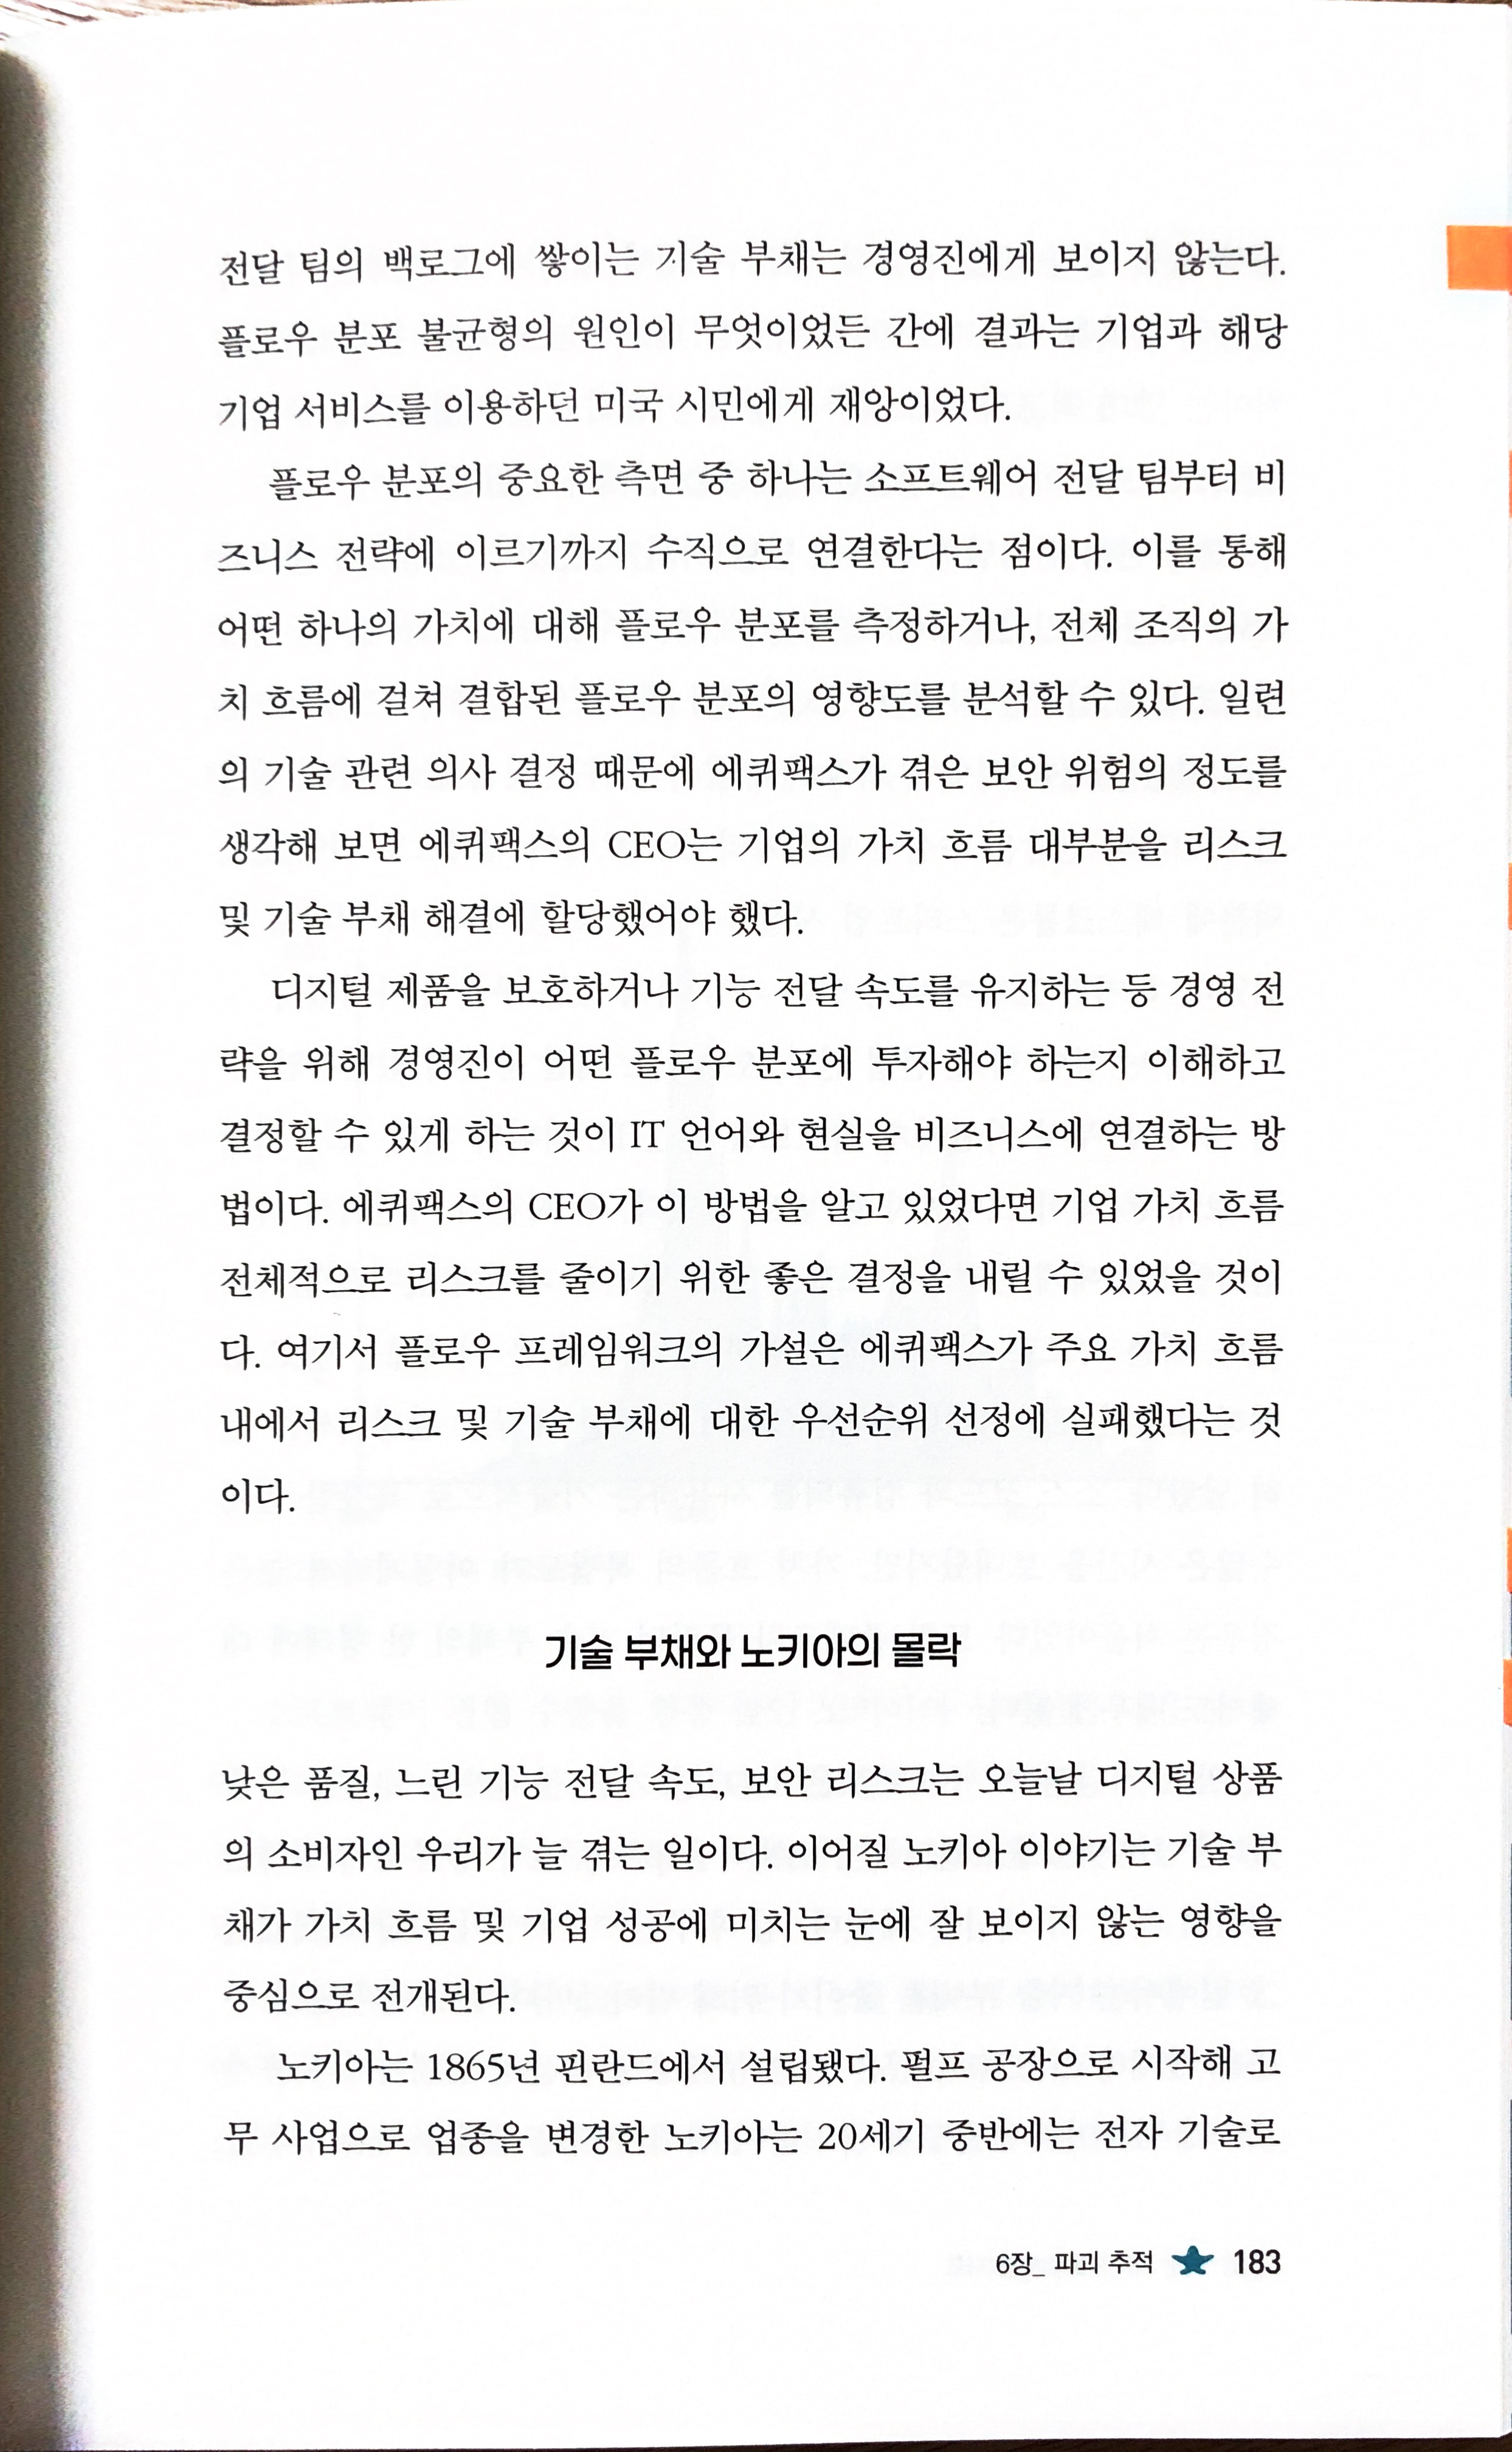 전달 팀의 백로그에 쌓이는 기술 부채는 경영진에게 보이지 않는다.
플로우 분포 불균형의 원인이 무엇이었든 간에 결과는 기업과 해당
기업 서비스를 이용하던 미국 시민에게 재앙이었다.
플로우 분포의 중요한 측면 중 하나는 소프트웨어 전달 팀부터 비
즈니스 전략에 이르기까지 수직으로 연결한다는 점이다. 이를 통해
어떤 하나의 가치에 대해 플로우 분포를 측정하거나, 전체 조직의 가
치 흐름에 걸쳐 결합된 플로우 분포의 영향도를 분석할 수 있다. 일련
의 기술 관련 의사 결정 때문에 에퀴팩스가 겪은 보안 위험의 정도를
생각해 보면 에퀴팩스의 CEO는 기업의 가치 흐름 대부분을 리스크
및 기술 부채 해결에 할당했어야 했다.
디지털 제품을 보호하거나 기능 전달 속도를 유지하는 등 경영 전
략을 위해 경영진이 어떤 플로우 분포에 투자해야 하는지 이해하고
결정할 수 있게 하는 것이 IT 언어와 현실을 비즈니스에 연결하는 방
법이다. 에퀴팩스의 CEO가 이 방법을 알고 있었다면 기업 가치 흐름
전체적으로 리스크를 줄이기 위한 좋은 결정을 내릴 수 있었을 것이
다. 여기서 플로우 프레임워크의 가설은 에퀴팩스가 주요 가치 흐름
내에서 리스크 및 기술 부채에 대한 우선순위 선정에 실패했다는 것
이다.
기술 부채와 노키아의 몰락
낮은 품질, 느린 기능 전달 속도, 보안 리스크는 오늘날 디지털 상품
의 소비자인 우리가 늘 겪는 일이다. 이어질 노키아 이야기는 기술 부
채가 가치 흐름 및 기업 성공에 미치는 눈에 잘 보이지 않는 영향을
중심으로 전개된다.
노키아는 1865년 핀란드에서 설립됐다. 펄프 공장으로 시작해 고
무 사업으로 업종을 변경한 노키아는 20세기 중반에는 전자 기술로
6장_ 파괴 추적 ★ 183